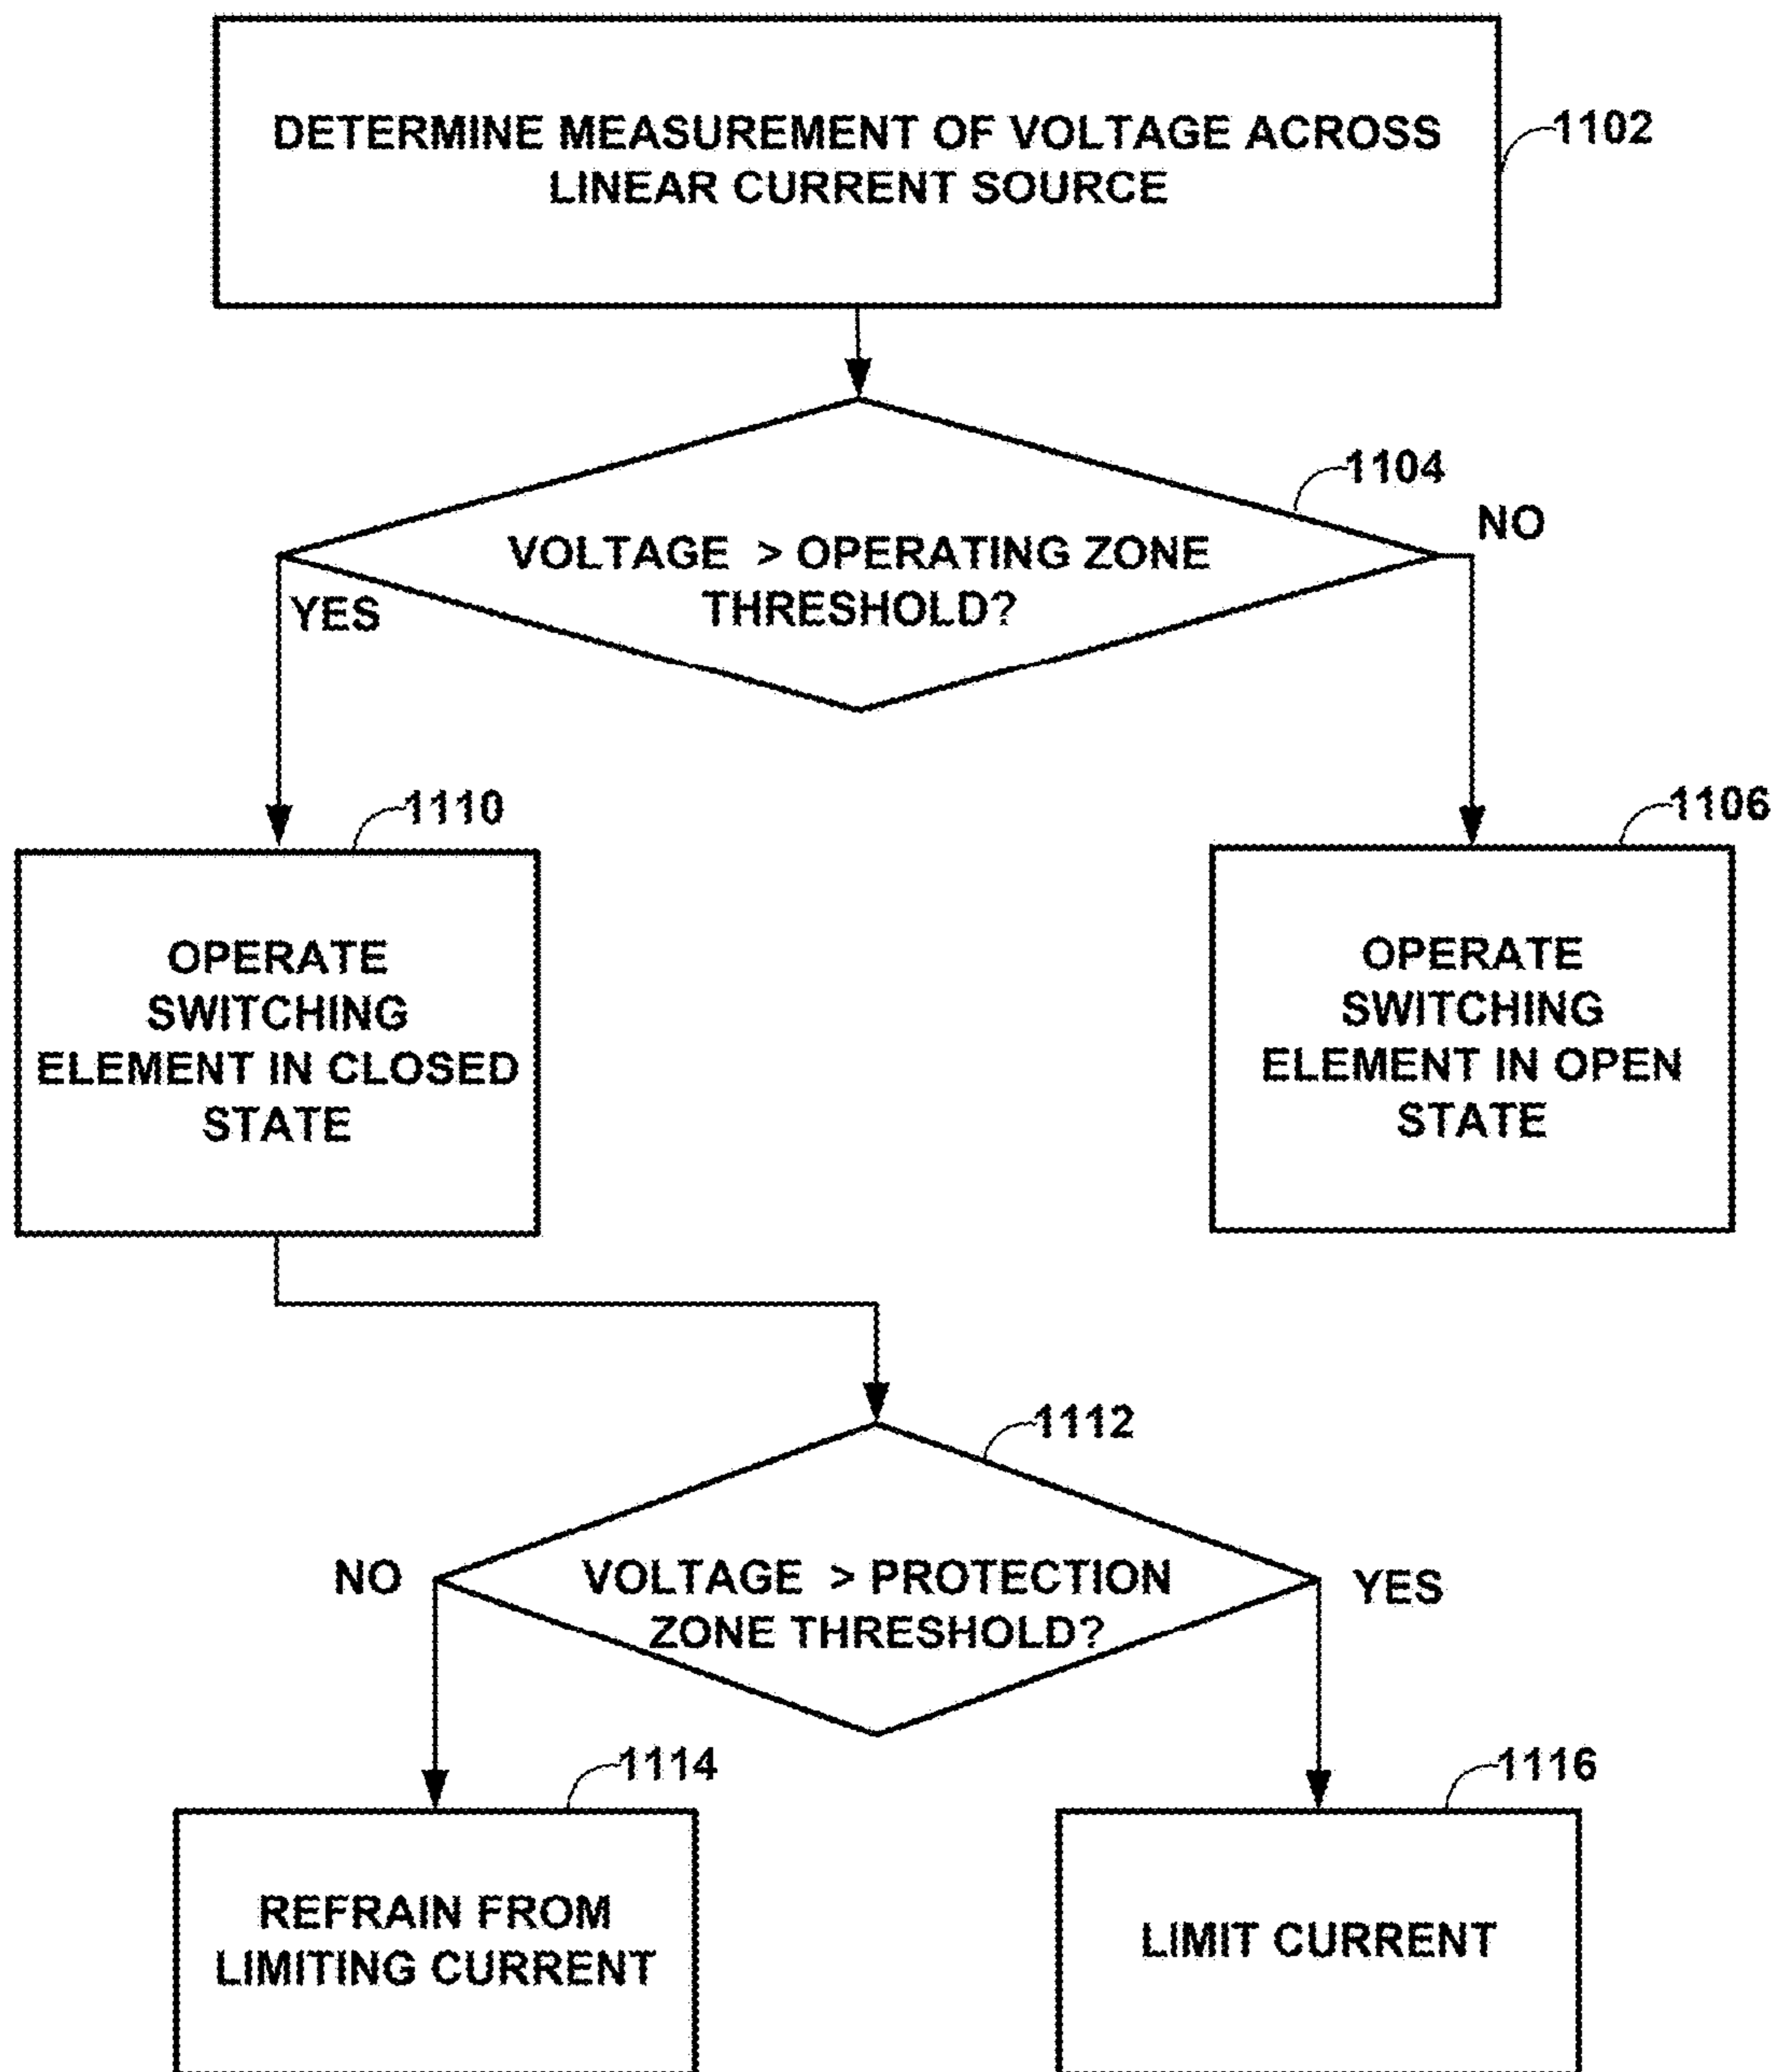 DETERMINE MEASUREMENT OF VOLTAGE ACROSS
LINEAR CURRENT SOURCE
1102
1104
VOLTAGE > OPERATING ZONE
THRESHOLD?
NO
YES
1110
1106
OPERATE
SWITCHING
ELEMENT IN CLOSED
STATE
OPERATE
SWITCHING
ELEMENT IN OPEN
STATE
1112
VOLTAGE > PROTECTION
ZONE THRESHOLD?
NO
YES
1114
1116
REFRAIN FROM
LIMITING CURRENT
LIMIT CURRENT